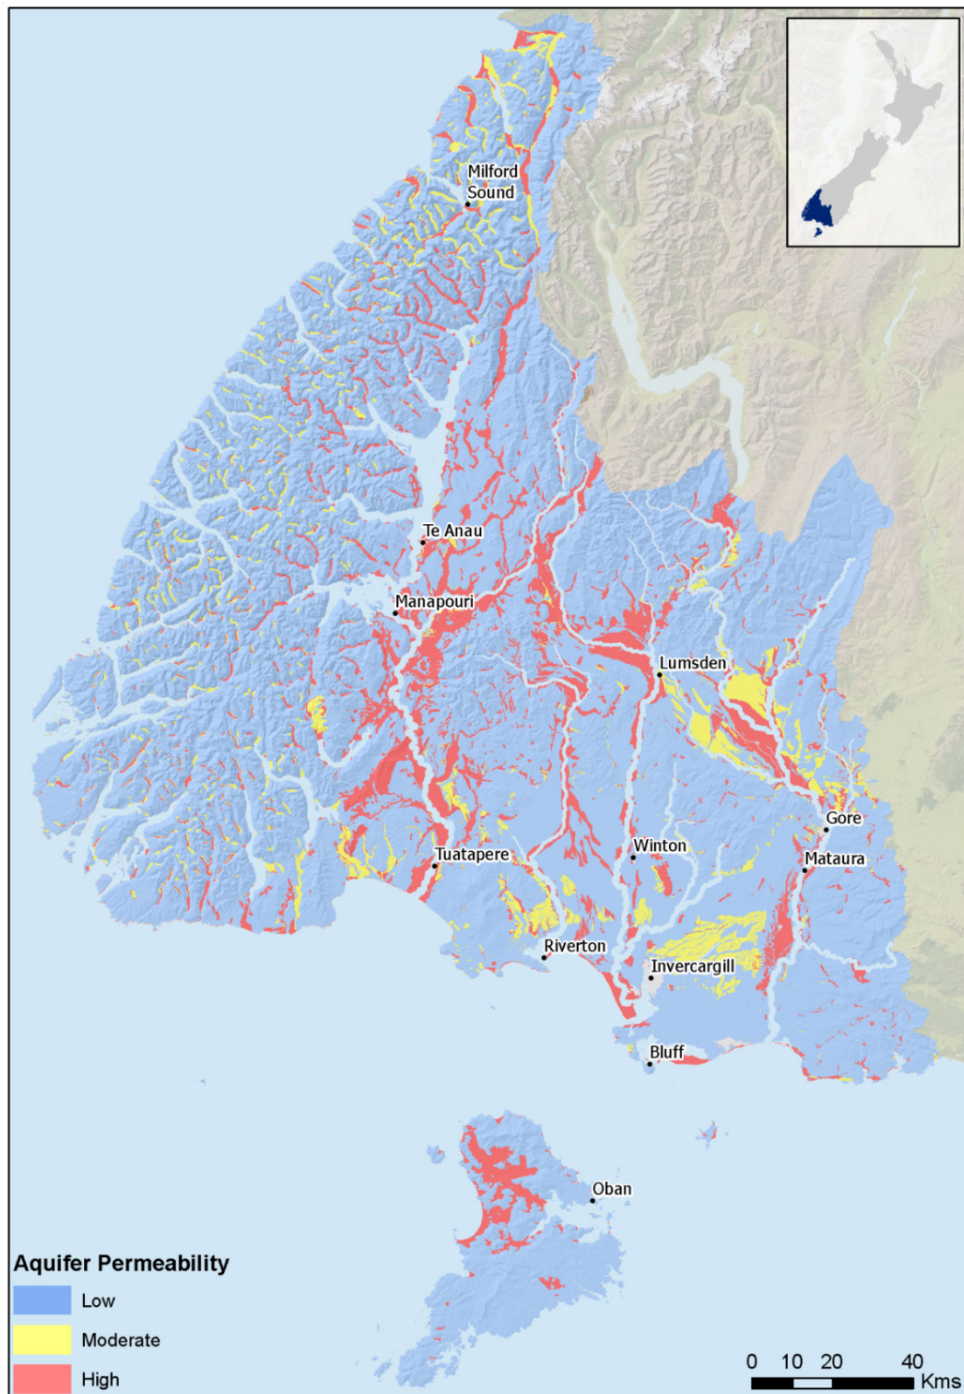 Milford
Sound
Te Anau
Manapouri
Lumsden
Gore
Winton
Mataura
Tuatapere
Riverton
Invercargill
Bluff
Oban
Aquifer Permeability
Low
Moderate
High
0 10 20 40
Kms